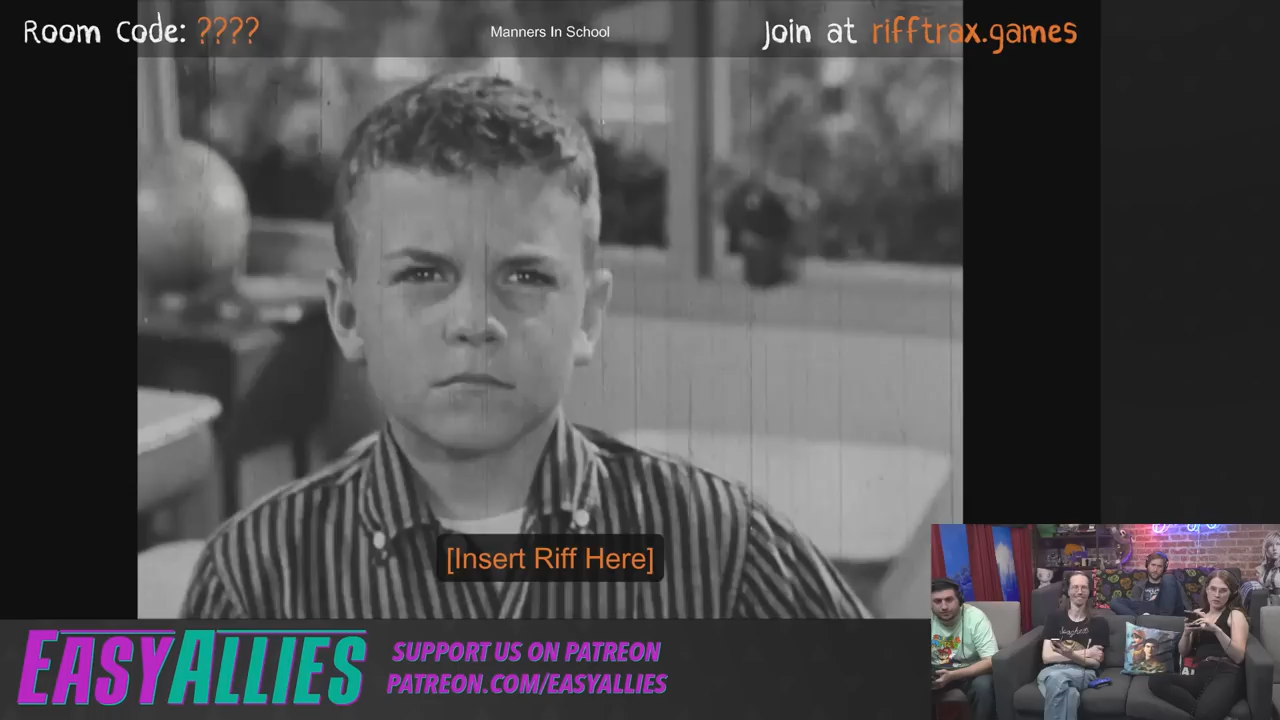 Room Code: ????
Manners In School
Join at rifftrax.games
[Insert Riff Here]
EASYALLIES
SUPPORT US ON PATREON
PATREON.COM/EASYALLIES